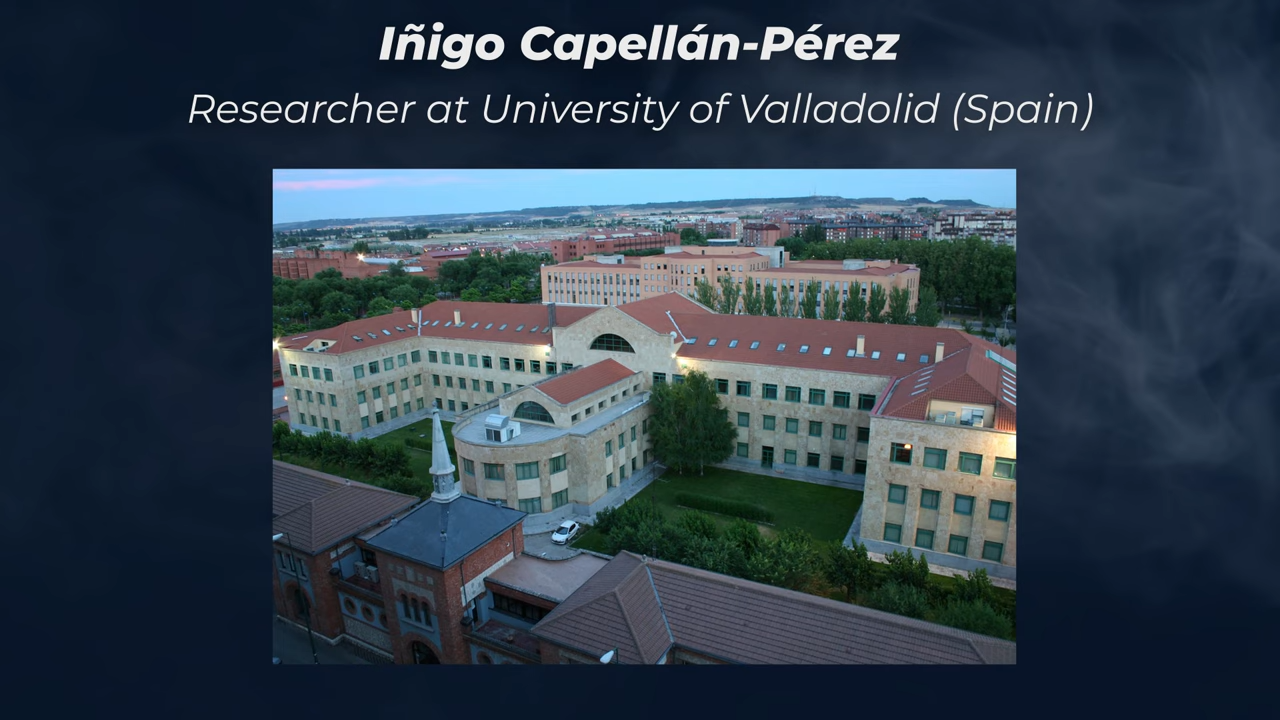 Iñigo Capellán-Pérez
Researcher at University of Valladolid (Spain)